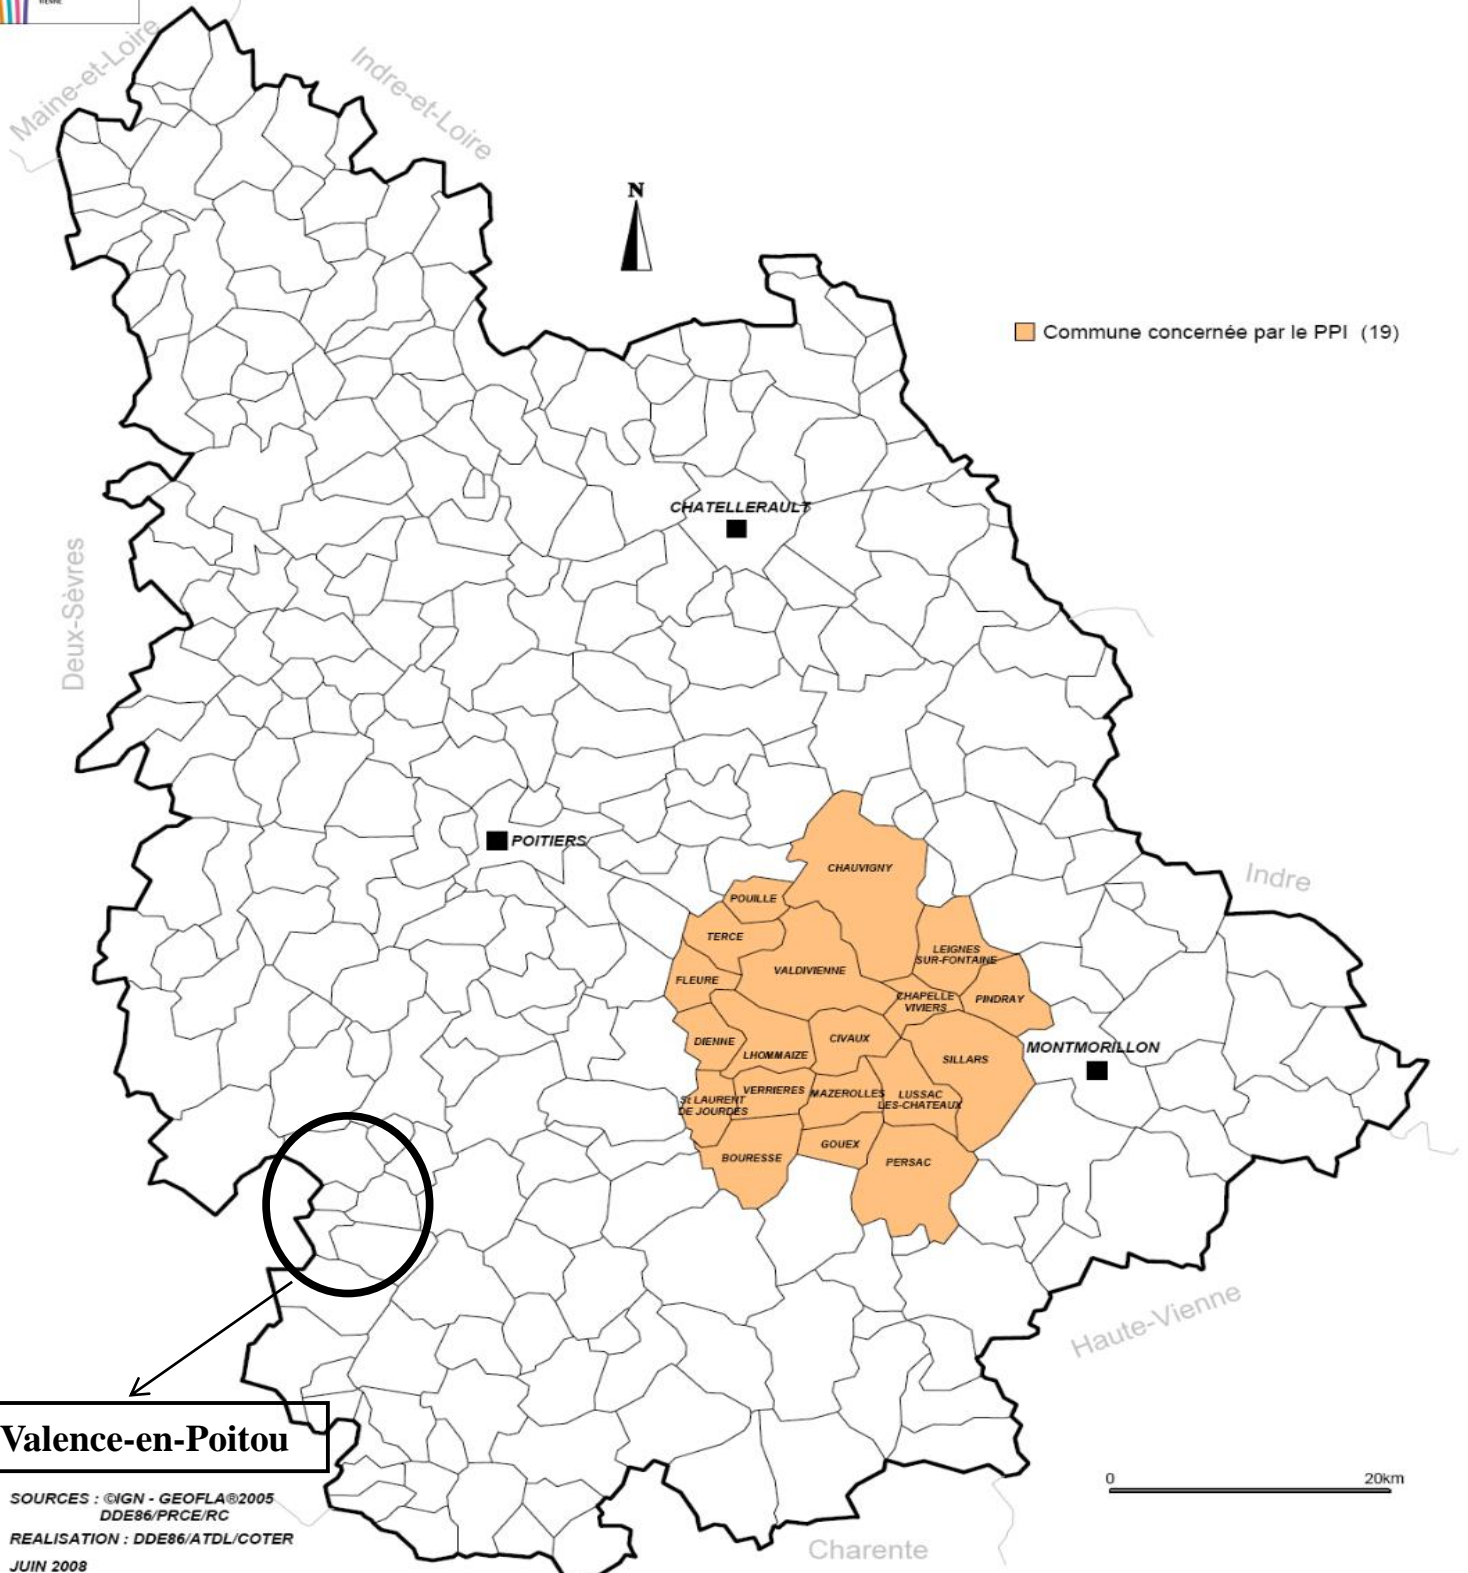 VIENNE
Maine-et-Loire
Indre-et-Loire
N
Commune concernée par le PPI (19)
CHATELLERAULT
Deux-Sèvres
POITIERS
Indre
CHAUVIGNY
POUILLE
TERCE
LEIGNES
SUR-FONTAINE
VALDIVIENNE
FLEURE
CHAPELLE
VIVIERS
PINDRAY
DIENNE
CIVAUX
LHOMMAIZE
SILLARS
MONTMORILLON
VERRIERES
MAZEROLLES
LUSSAC
LES-CHATEAUX
St LAURENT
DE JOURDES
GOUEX
BOURESSE
PERSAC
Haute-Vienne
Valence-en-Poitou
0 20km
SOURCES : ©IGN - GEOFLA®2005
DDE86/PRCE/RC
REALISATION : DDE86/ATDL/COTER
JUIN 2008
Charente